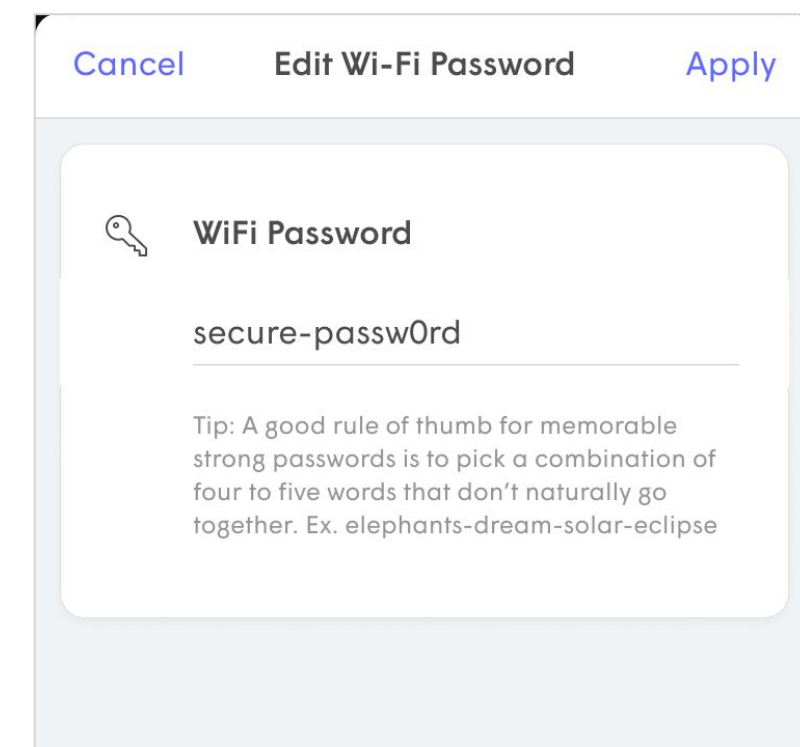 Cancel Edit Wi-Fi Password Apply
WiFi Password
secure-passw0rd
Tip: A good rule of thumb for memorable
strong passwords is to pick a combination of
four to five words that don’t naturally go
together. Ex. elephants-dream-solar-eclipse